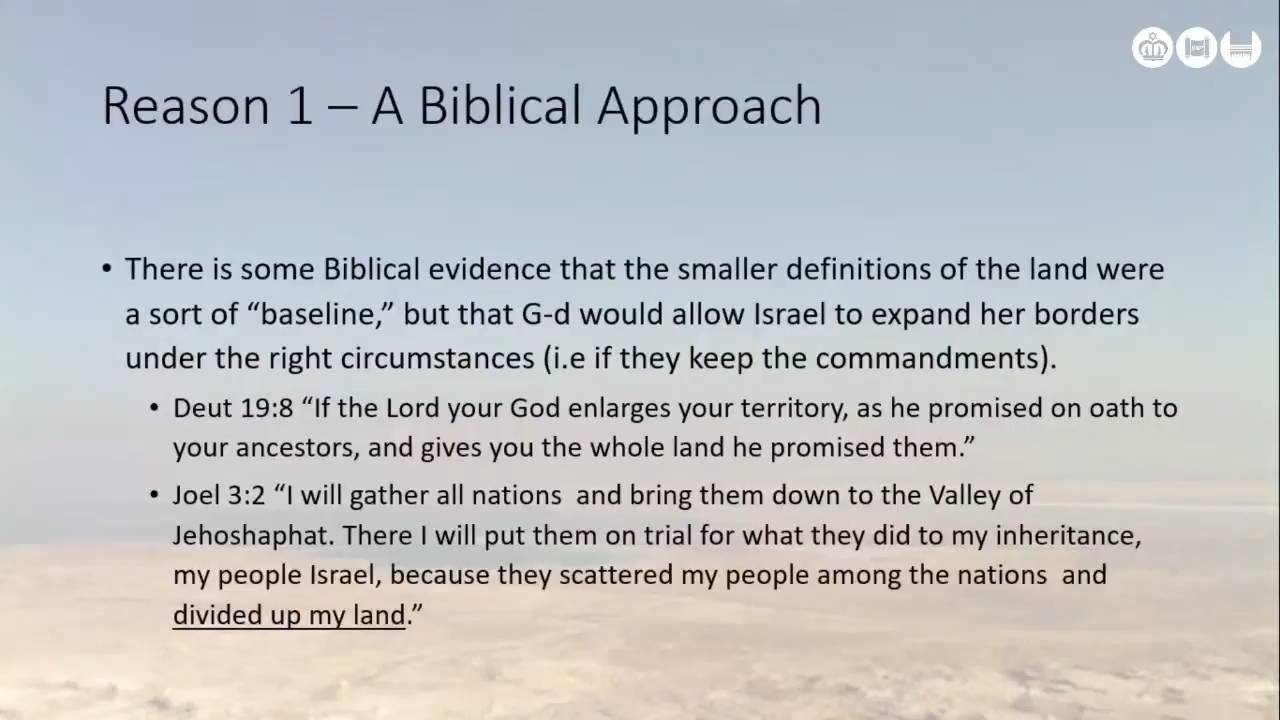 Reason 1 – A Biblical Approach
• There is some Biblical evidence that the smaller definitions of the land were
a sort of “baseline,” but that G-d would allow Israel to expand her borders
under the right circumstances (i.e if they keep the commandments).
• Deut 19:8 “If the Lord your God enlarges your territory, as he promised on oath to
your ancestors, and gives you the whole land he promised them.”
• Joel 3:2 “I will gather all nations  and bring them down to the Valley of
Jehoshaphat. There I will put them on trial for what they did to my inheritance,
my people Israel, because they scattered my people among the nations  and
divided up my land.”